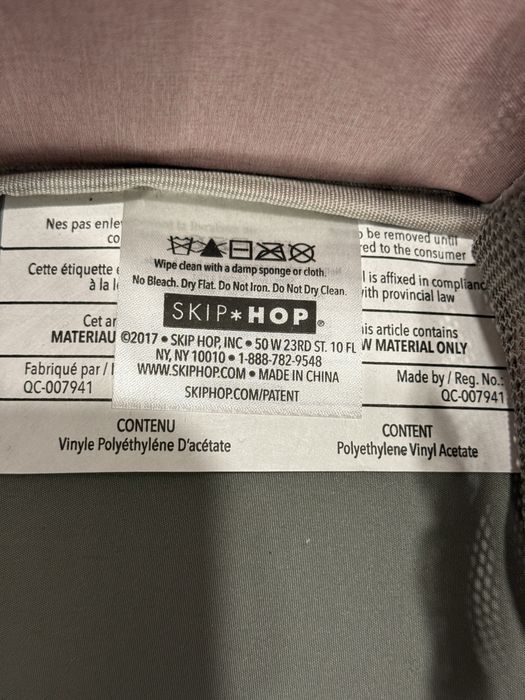 Nes pas
co
be removed until
red to the consumer
Cette étiquette
à la
l is affixed in complianc
ith provincial law
Cet ar
MATERIAU
is article contains
W MATERIAL ONLY
Fabriqué par /
QC-007941
Made by / Reg. No.:
QC-007941
CONTENU
Vinyle Polyéthyléne D'acétate
CONTENT
Polyethylene Vinyl Acetate
Wipe clean with a damp sponge or cloth.
No Bleach. Dry Flat. Do Not Iron. Do Not Dry Clean.
SKIP*HOP®
©2017 • SKIP HOP, INC • 50 W 23RD ST. 10 FL
NY, NY 10010 • 1-888-782-9548
WWW.SKIPHOP.COM • MADE IN CHINA
SKIPHOP.COM/PATENT